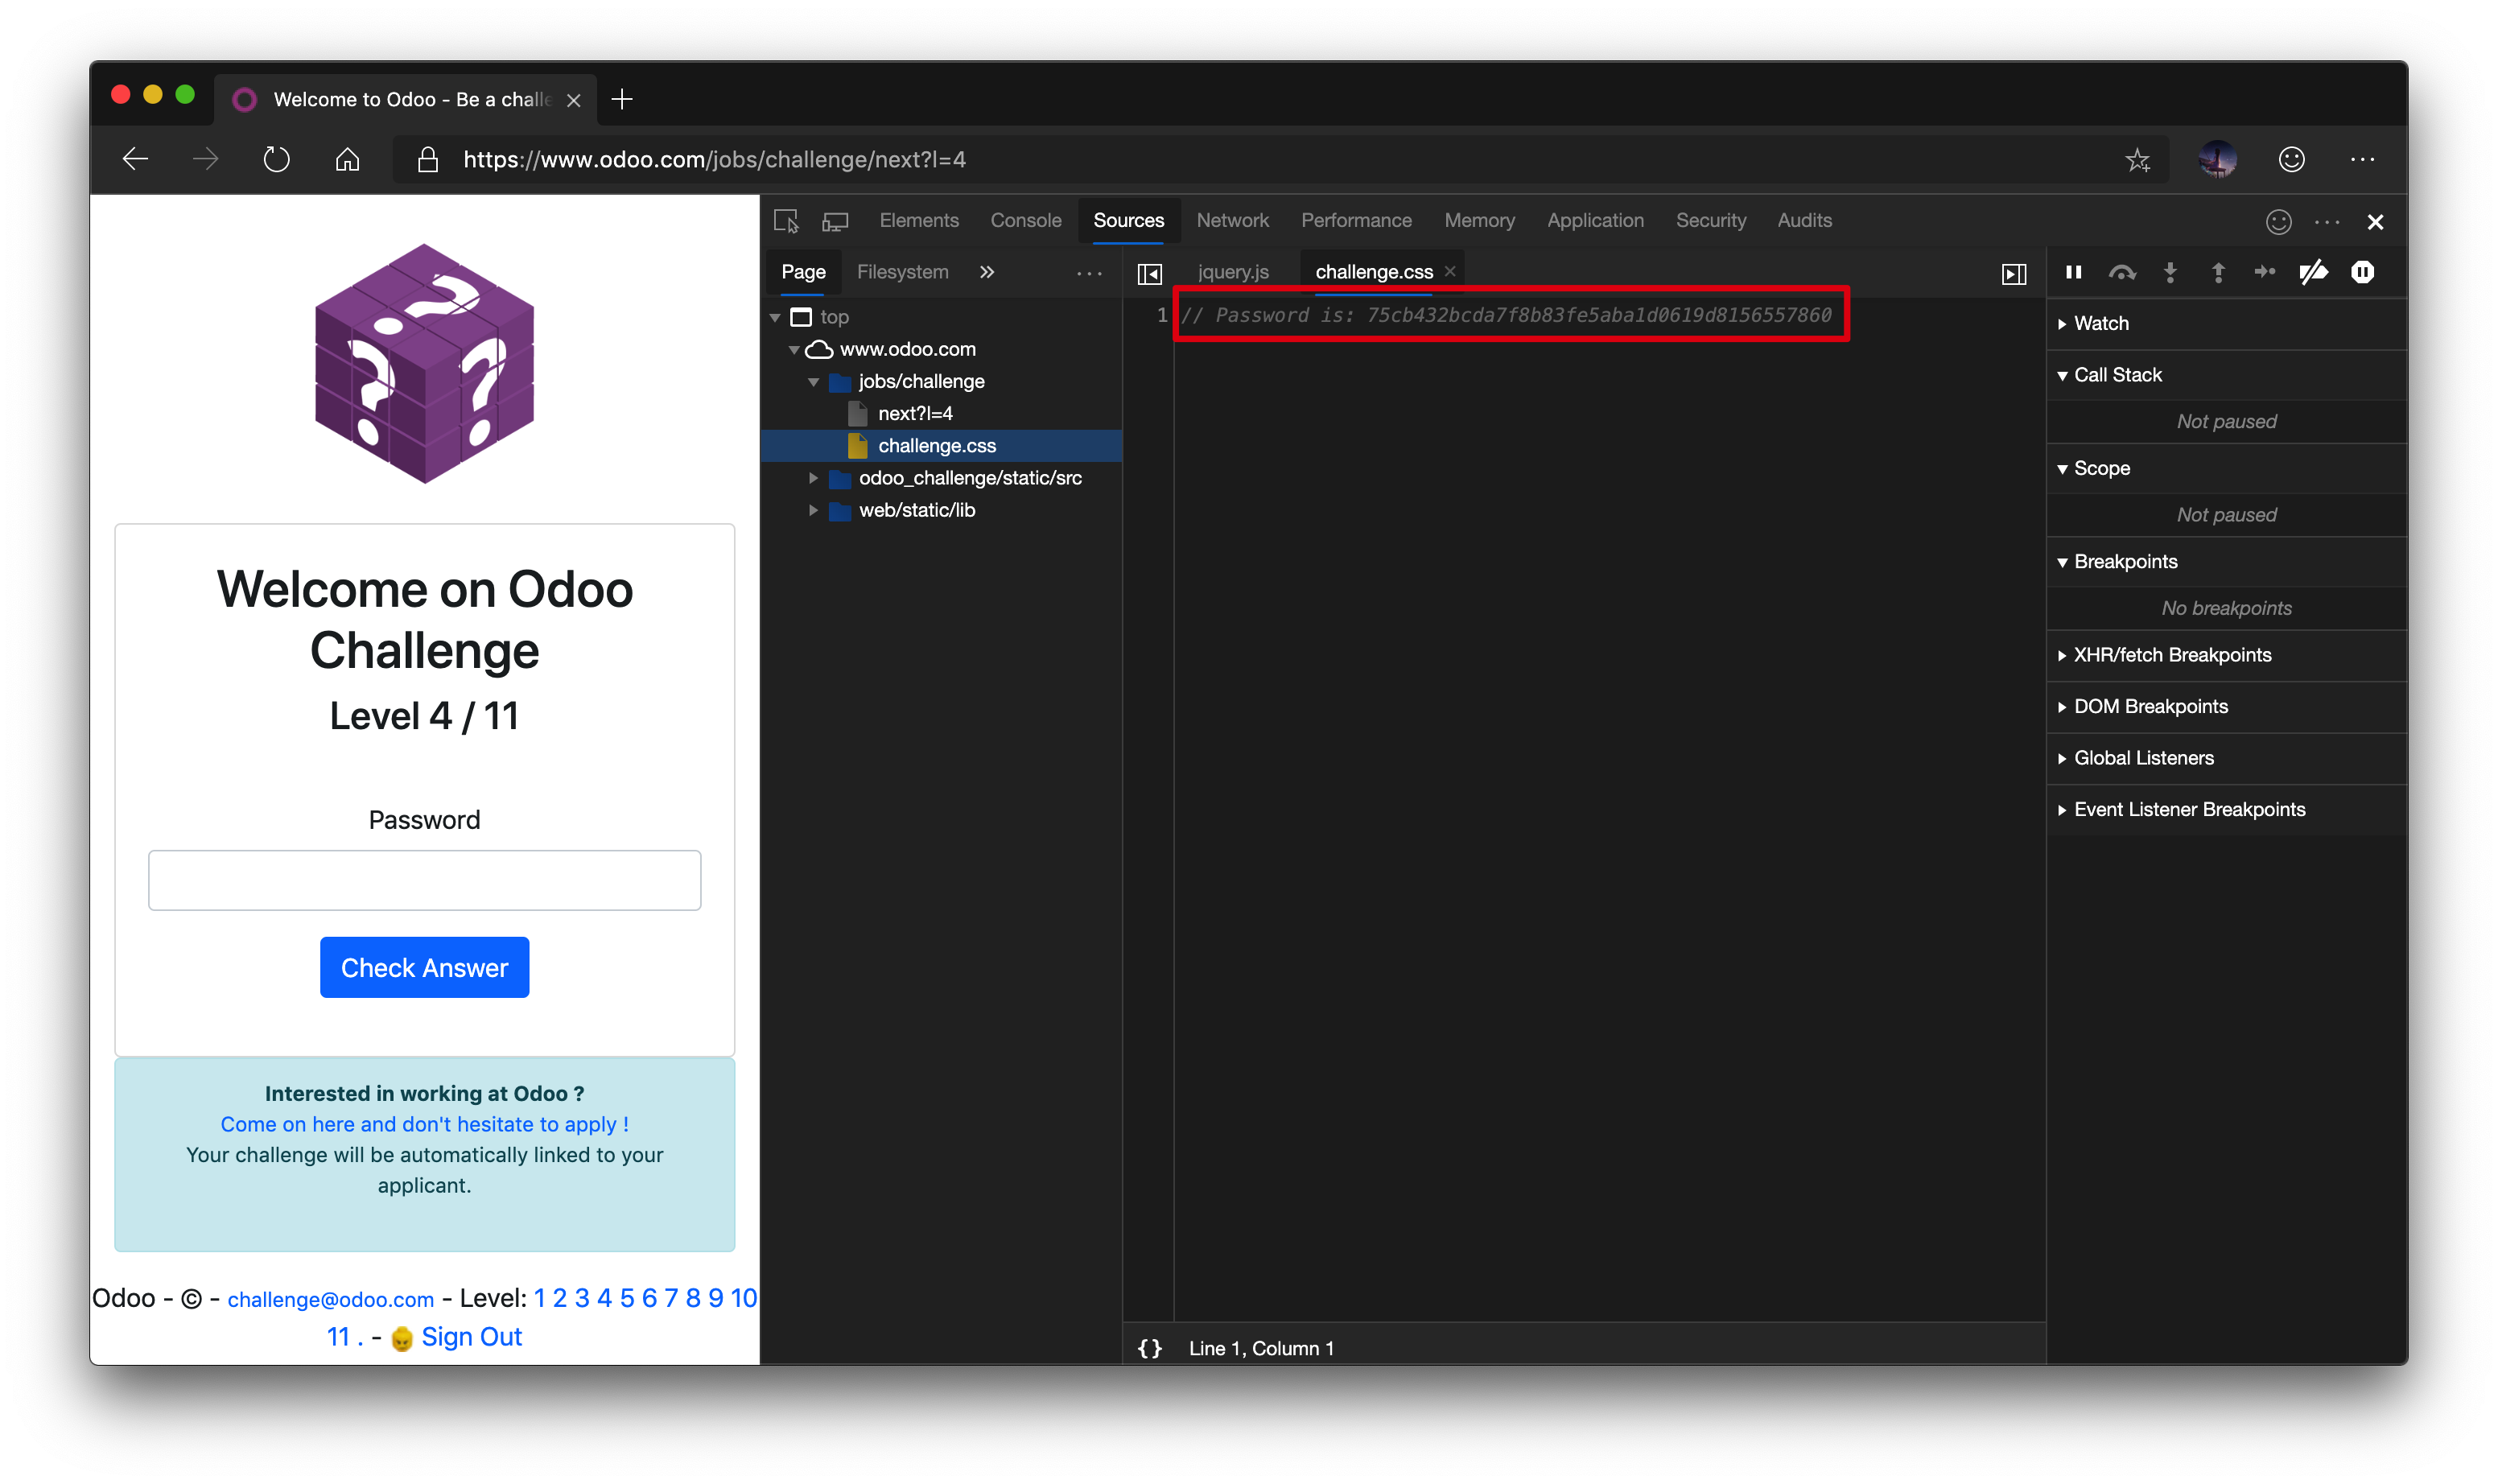 Welcome to Odoo - Be a challe
https://www.odoo.com/jobs/challenge/next?l=4
Welcome on Odoo
Challenge
Level 4 / 11
Password
Check Answer
Interested in working at Odoo ?
Come on here and don't hesitate to apply !
Your challenge will be automatically linked to your
applicant.
Odoo - © - challenge@odoo.com - Level: 1 2 3 4 5 6 7 8 9 10
11 . - Sign Out
Elements Console Sources Network Performance Memory Application Security Audits
Page Filesystem
top
www.odoo.com
jobs/challenge
next?l=4
challenge.css
odoo_challenge/static/src
web/static/lib
jquery.js challenge.css
1 // Password is: 75cb432bcda7f8b83fe5aba1d0619d8156557860
{} Line 1, Column 1
Watch
Call Stack
Not paused
Scope
Not paused
Breakpoints
No breakpoints
XHR/fetch Breakpoints
DOM Breakpoints
Global Listeners
Event Listener Breakpoints